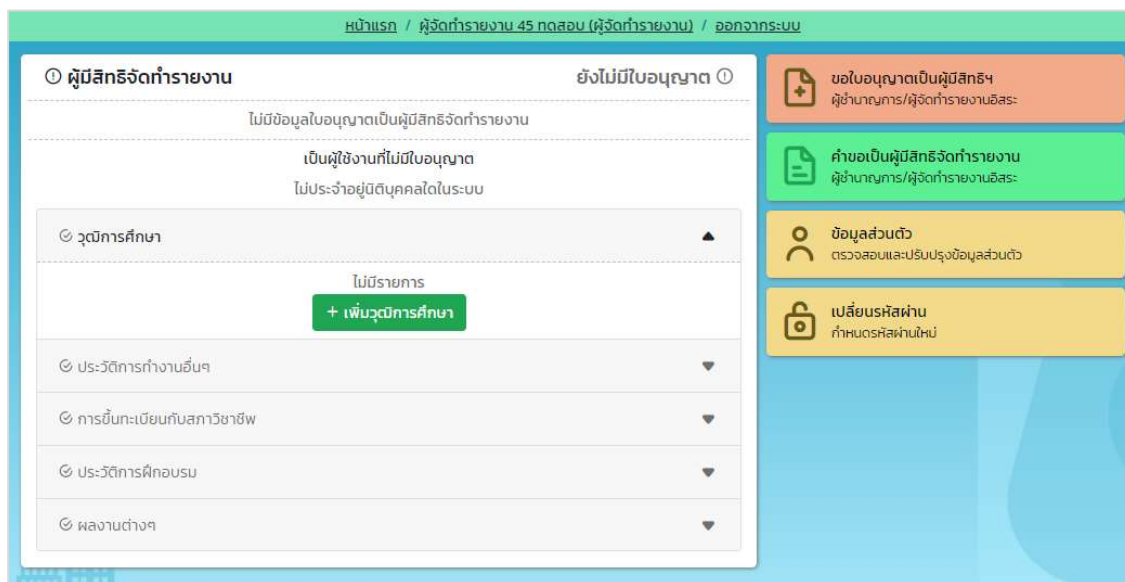 หน้าแรก / ผู้จัดทำรายงาน 45 ทดสอบ (ผู้จัดทำรายงาน) / ออกจากระบบ
ผู้มีสิทธิจัดทำรายงาน ยังไม่มีใบอนุญาต
ไม่มีข้อมูลใบอนุญาตเป็นผู้มีสิทธิจัดทำรายงาน
เป็นผู้ใช้งานที่ไม่มีใบอนุญาต
ไม่ประจำอยู่นิติบุคคลใดในระบบ
วุฒิการศึกษา
ไม่มีรายการ
+ เพิ่มวุฒิการศึกษา
ประวัติการทำงานอื่นๆ
การขึ้นทะเบียนกับสภาวิชาชีพ
ประวัติการฝึกอบรม
ผลงานต่างๆ
ขอใบอนุญาตเป็นผู้มีสิทธิฯ
ผู้ชำนาญการ/ผู้จัดทำรายงานอิสระ
คำขอเป็นผู้มีสิทธิจัดทำรายงาน
ผู้ชำนาญการ/ผู้จัดทำรายงานอิสระ
ข้อมูลส่วนตัว
ตรวจสอบและปรับปรุงข้อมูลส่วนตัว
เปลี่ยนรหัสผ่าน
กำหนดรหัสผ่านใหม่